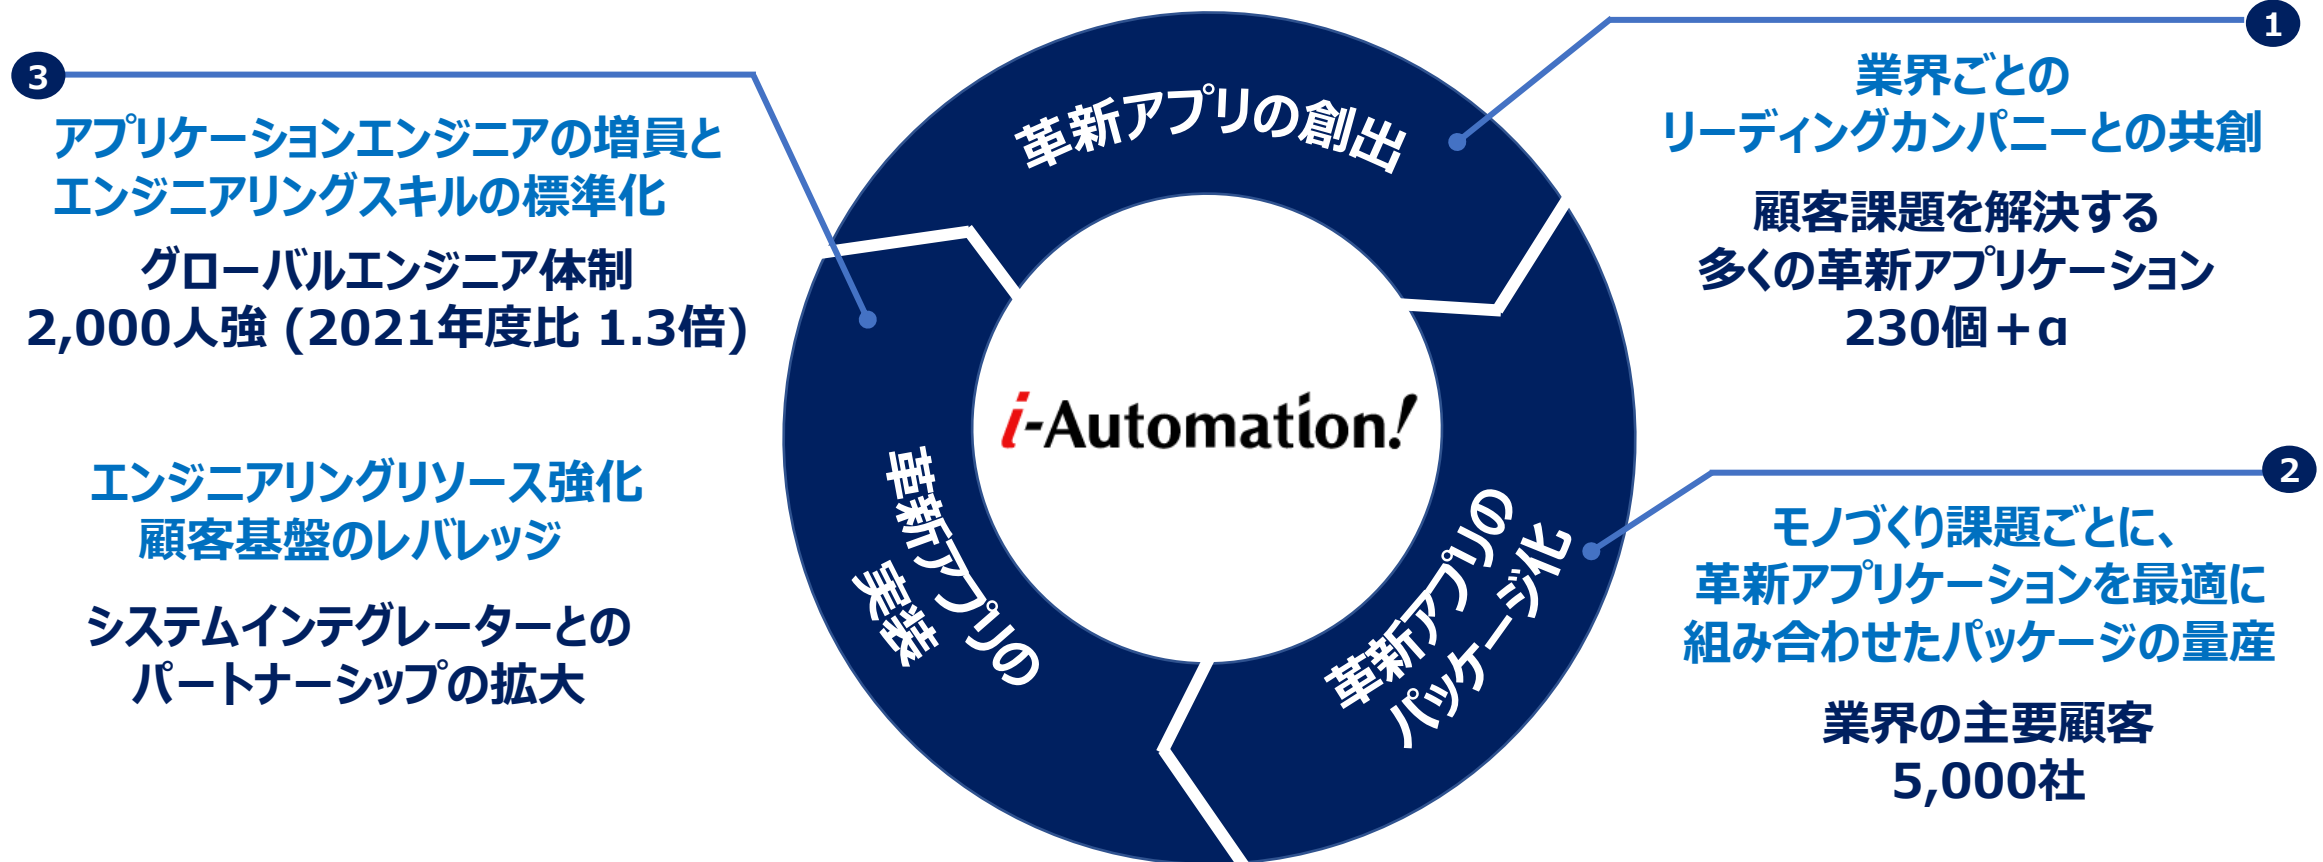 1
業界ごとの
リーディングカンパニーとの共創
顧客課題を解決する
多くの革新アプリケーション
230個＋α
2
モノづくり課題ごとに、
革新アプリケーションを最適に
組み合わせたパッケージの量産
業界の主要顧客
5,000社
3
アプリケーションエンジニアの増員と
エンジニアリングスキルの標準化
グローバルエンジニア体制
2,000人強 (2021年度比 1.3倍)
エンジニアリングリソース強化
顧客基盤のレバレッジ
システムインテグレーターとの
パートナーシップの拡大
革新アプリの創出
革新アプリの
パッケージ化
革新アプリの
実装
i-Automation!